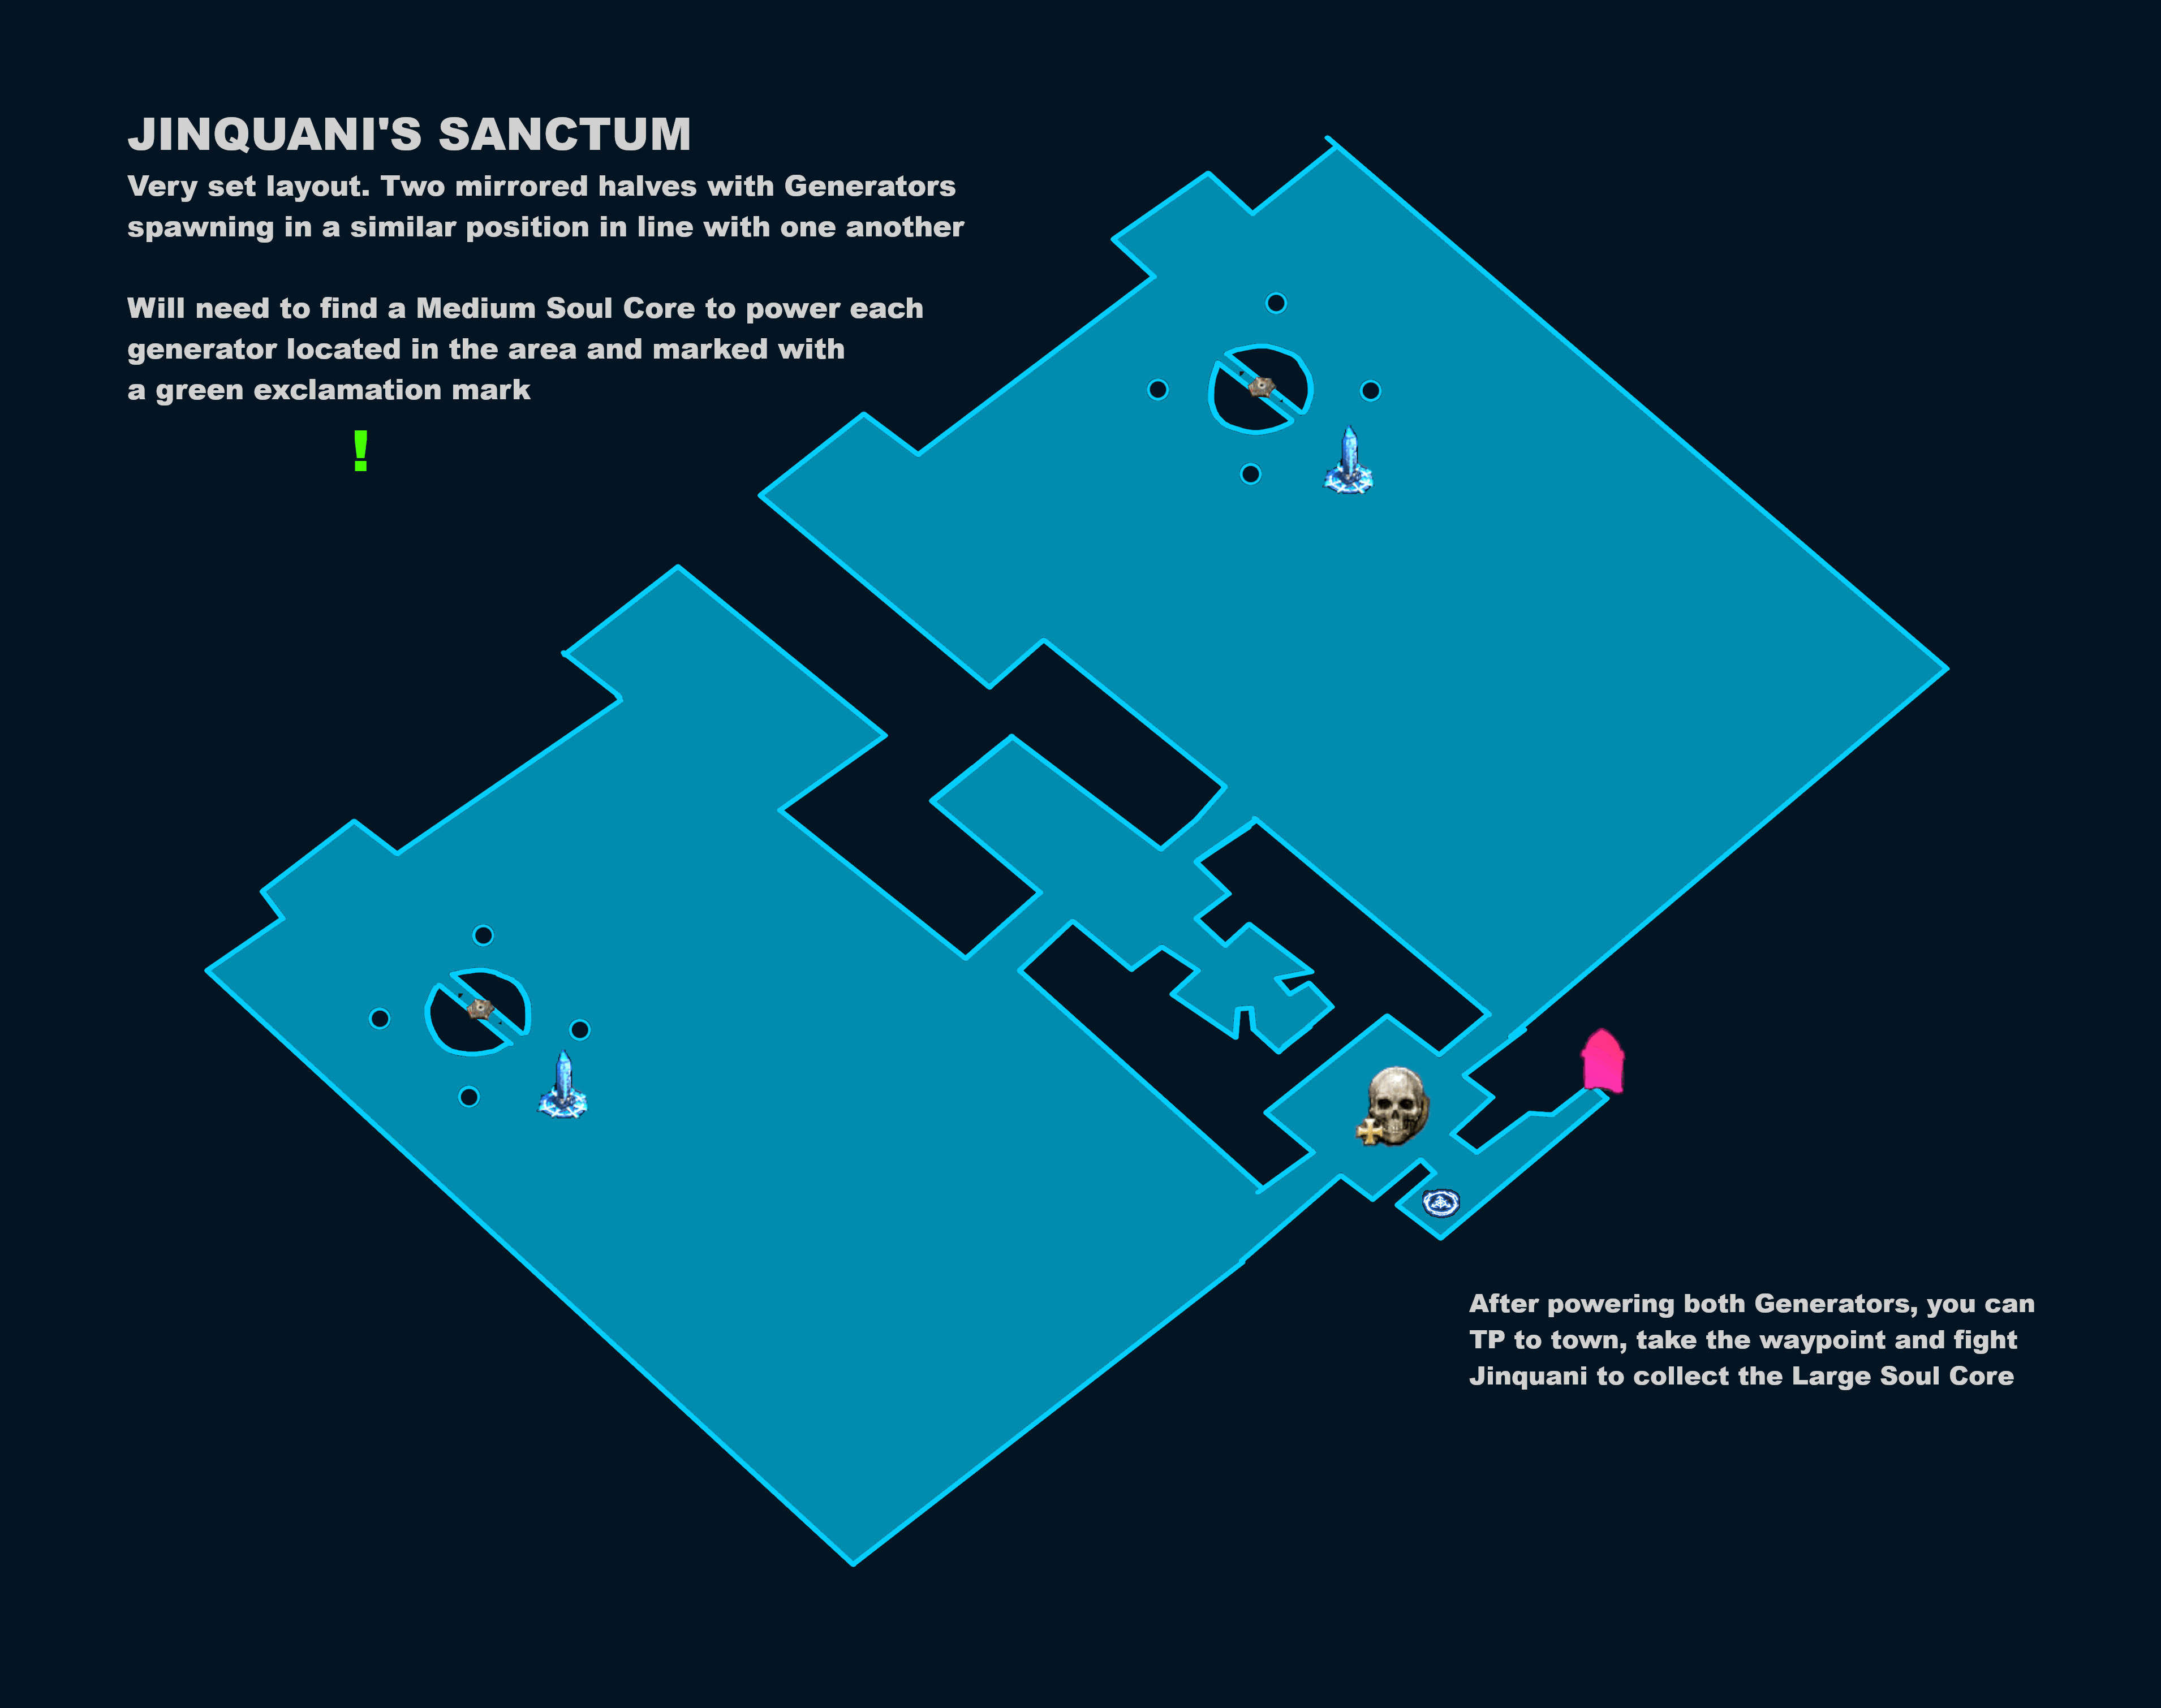 JINQUANI'S SANCTUM
Very set layout. Two mirrored halves with Generators
spawning in a similar position in line with one another
Will need to find a Medium Soul Core to power each
generator located in the area and marked with
a green exclamation mark
!
After powering both Generators, you can
TP to town, take the waypoint and fight
Jinquani to collect the Large Soul Core